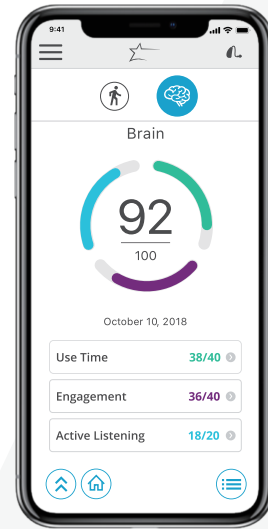 9:41
Brain
92
100
October 10, 2018
Use Time 38/40
Engagement 36/40
Active Listening 18/20